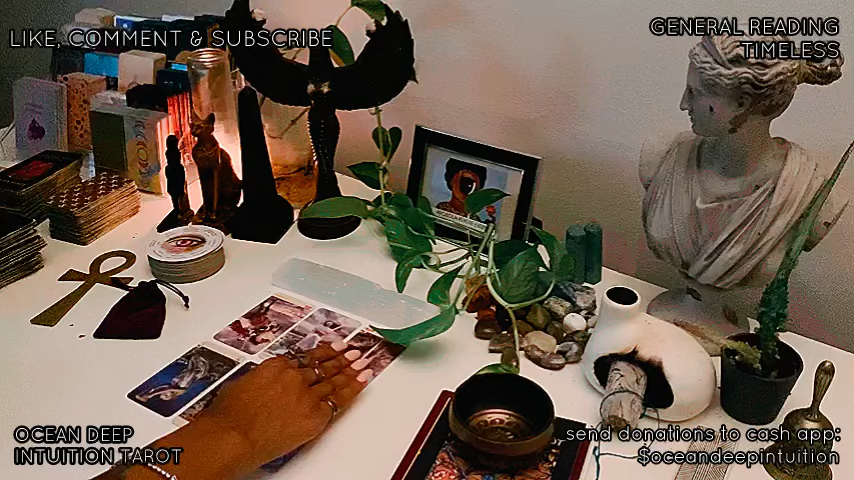 LIKE, COMMENT & SUBSCRIBE
GENERAL READING
TIMELESS
OCEAN DEEP
INTUITION TAROT
send donations to cash app:
$oceandeepintuition